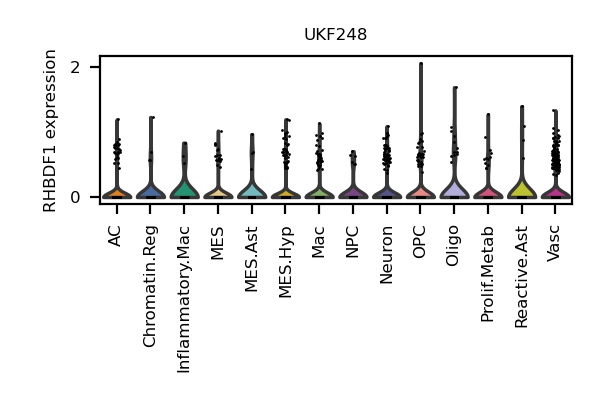 UKF248
RHBDF1 expression
2
0
AC
Chromatin.Reg
Inflammatory.Mac
MES
MES.Ast
MES.Hyp
Mac
NPC
Neuron
OPC
Oligo
Prolif.Metab
Reactive.Ast
Vasc